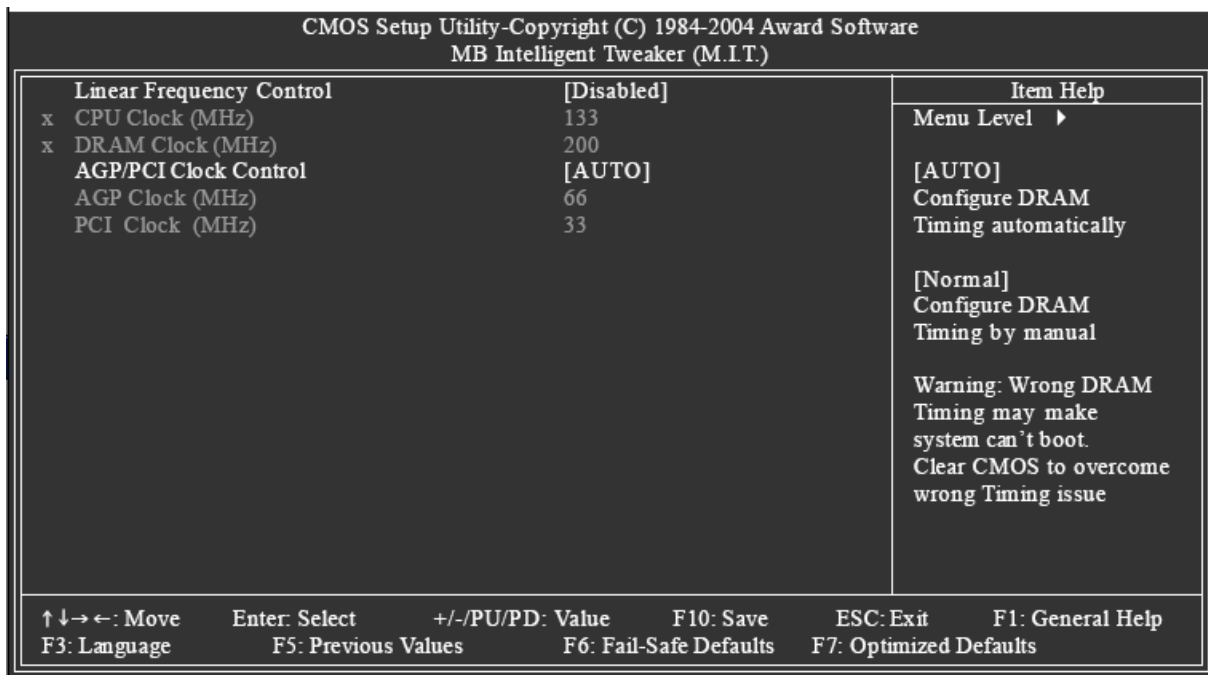 CMOS Setup Utility-Copyright (C) 1984-2004 Award Software
MB Intelligent Tweaker (M.I.T.)
Linear Frequency Control [Disabled]
x CPU Clock (MHz) 133
x DRAM Clock (MHz) 200
AGP/PCI Clock Control [AUTO]
AGP Clock (MHz) 66
PCI Clock (MHz) 33
Item Help
Menu Level ▶
[AUTO]
Configure DRAM
Timing automatically
[Normal]
Configure DRAM
Timing by manual
Warning: Wrong DRAM
Timing may make
system can't boot.
Clear CMOS to overcome
wrong Timing issue
↑↓→←: Move Enter: Select +/-/PU/PD: Value F10: Save ESC: Exit F1: General Help
F3: Language F5: Previous Values F6: Fail-Safe Defaults F7: Optimized Defaults